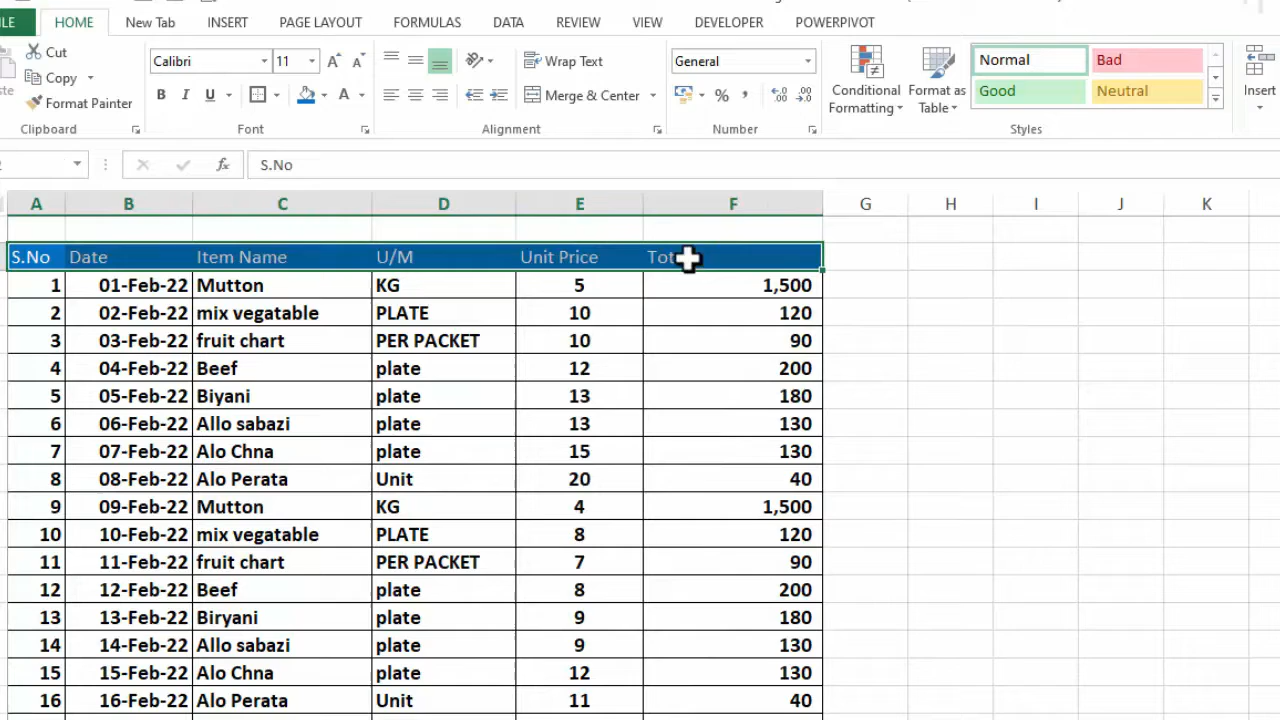 HOME New Tab INSERT PAGE LAYOUT FORMULAS DATA REVIEW VIEW DEVELOPER POWERPIVOT
Cut
Copy
Format Painter
Clipboard
Calibri 11
B I U A
Font
Wrap Text
Merge & Center
Alignment
General
%
Number
Conditional Formatting
Format as Table
Normal Bad
Good Neutral
Styles
Insert
fx S.No
A B C D E F G H I J K
S.No Date Item Name U/M Unit Price
1 01-Feb-22 Mutton KG 5 1,500
2 02-Feb-22 mix vegatable PLATE 10 120
3 03-Feb-22 fruit chart PER PACKET 10 90
4 04-Feb-22 Beef plate 12 200
5 05-Feb-22 Biyani plate 13 180
6 06-Feb-22 Allo sabazi plate 13 130
7 07-Feb-22 Alo Chna plate 15 130
8 08-Feb-22 Alo Perata Unit 20 40
9 09-Feb-22 Mutton KG 4 1,500
10 10-Feb-22 mix vegatable PLATE 8 120
11 11-Feb-22 fruit chart PER PACKET 7 90
12 12-Feb-22 Beef plate 8 200
13 13-Feb-22 Biryani plate 9 180
14 14-Feb-22 Allo sabazi plate 9 130
15 15-Feb-22 Alo Chna plate 12 130
16 16-Feb-22 Alo Perata Unit 11 40